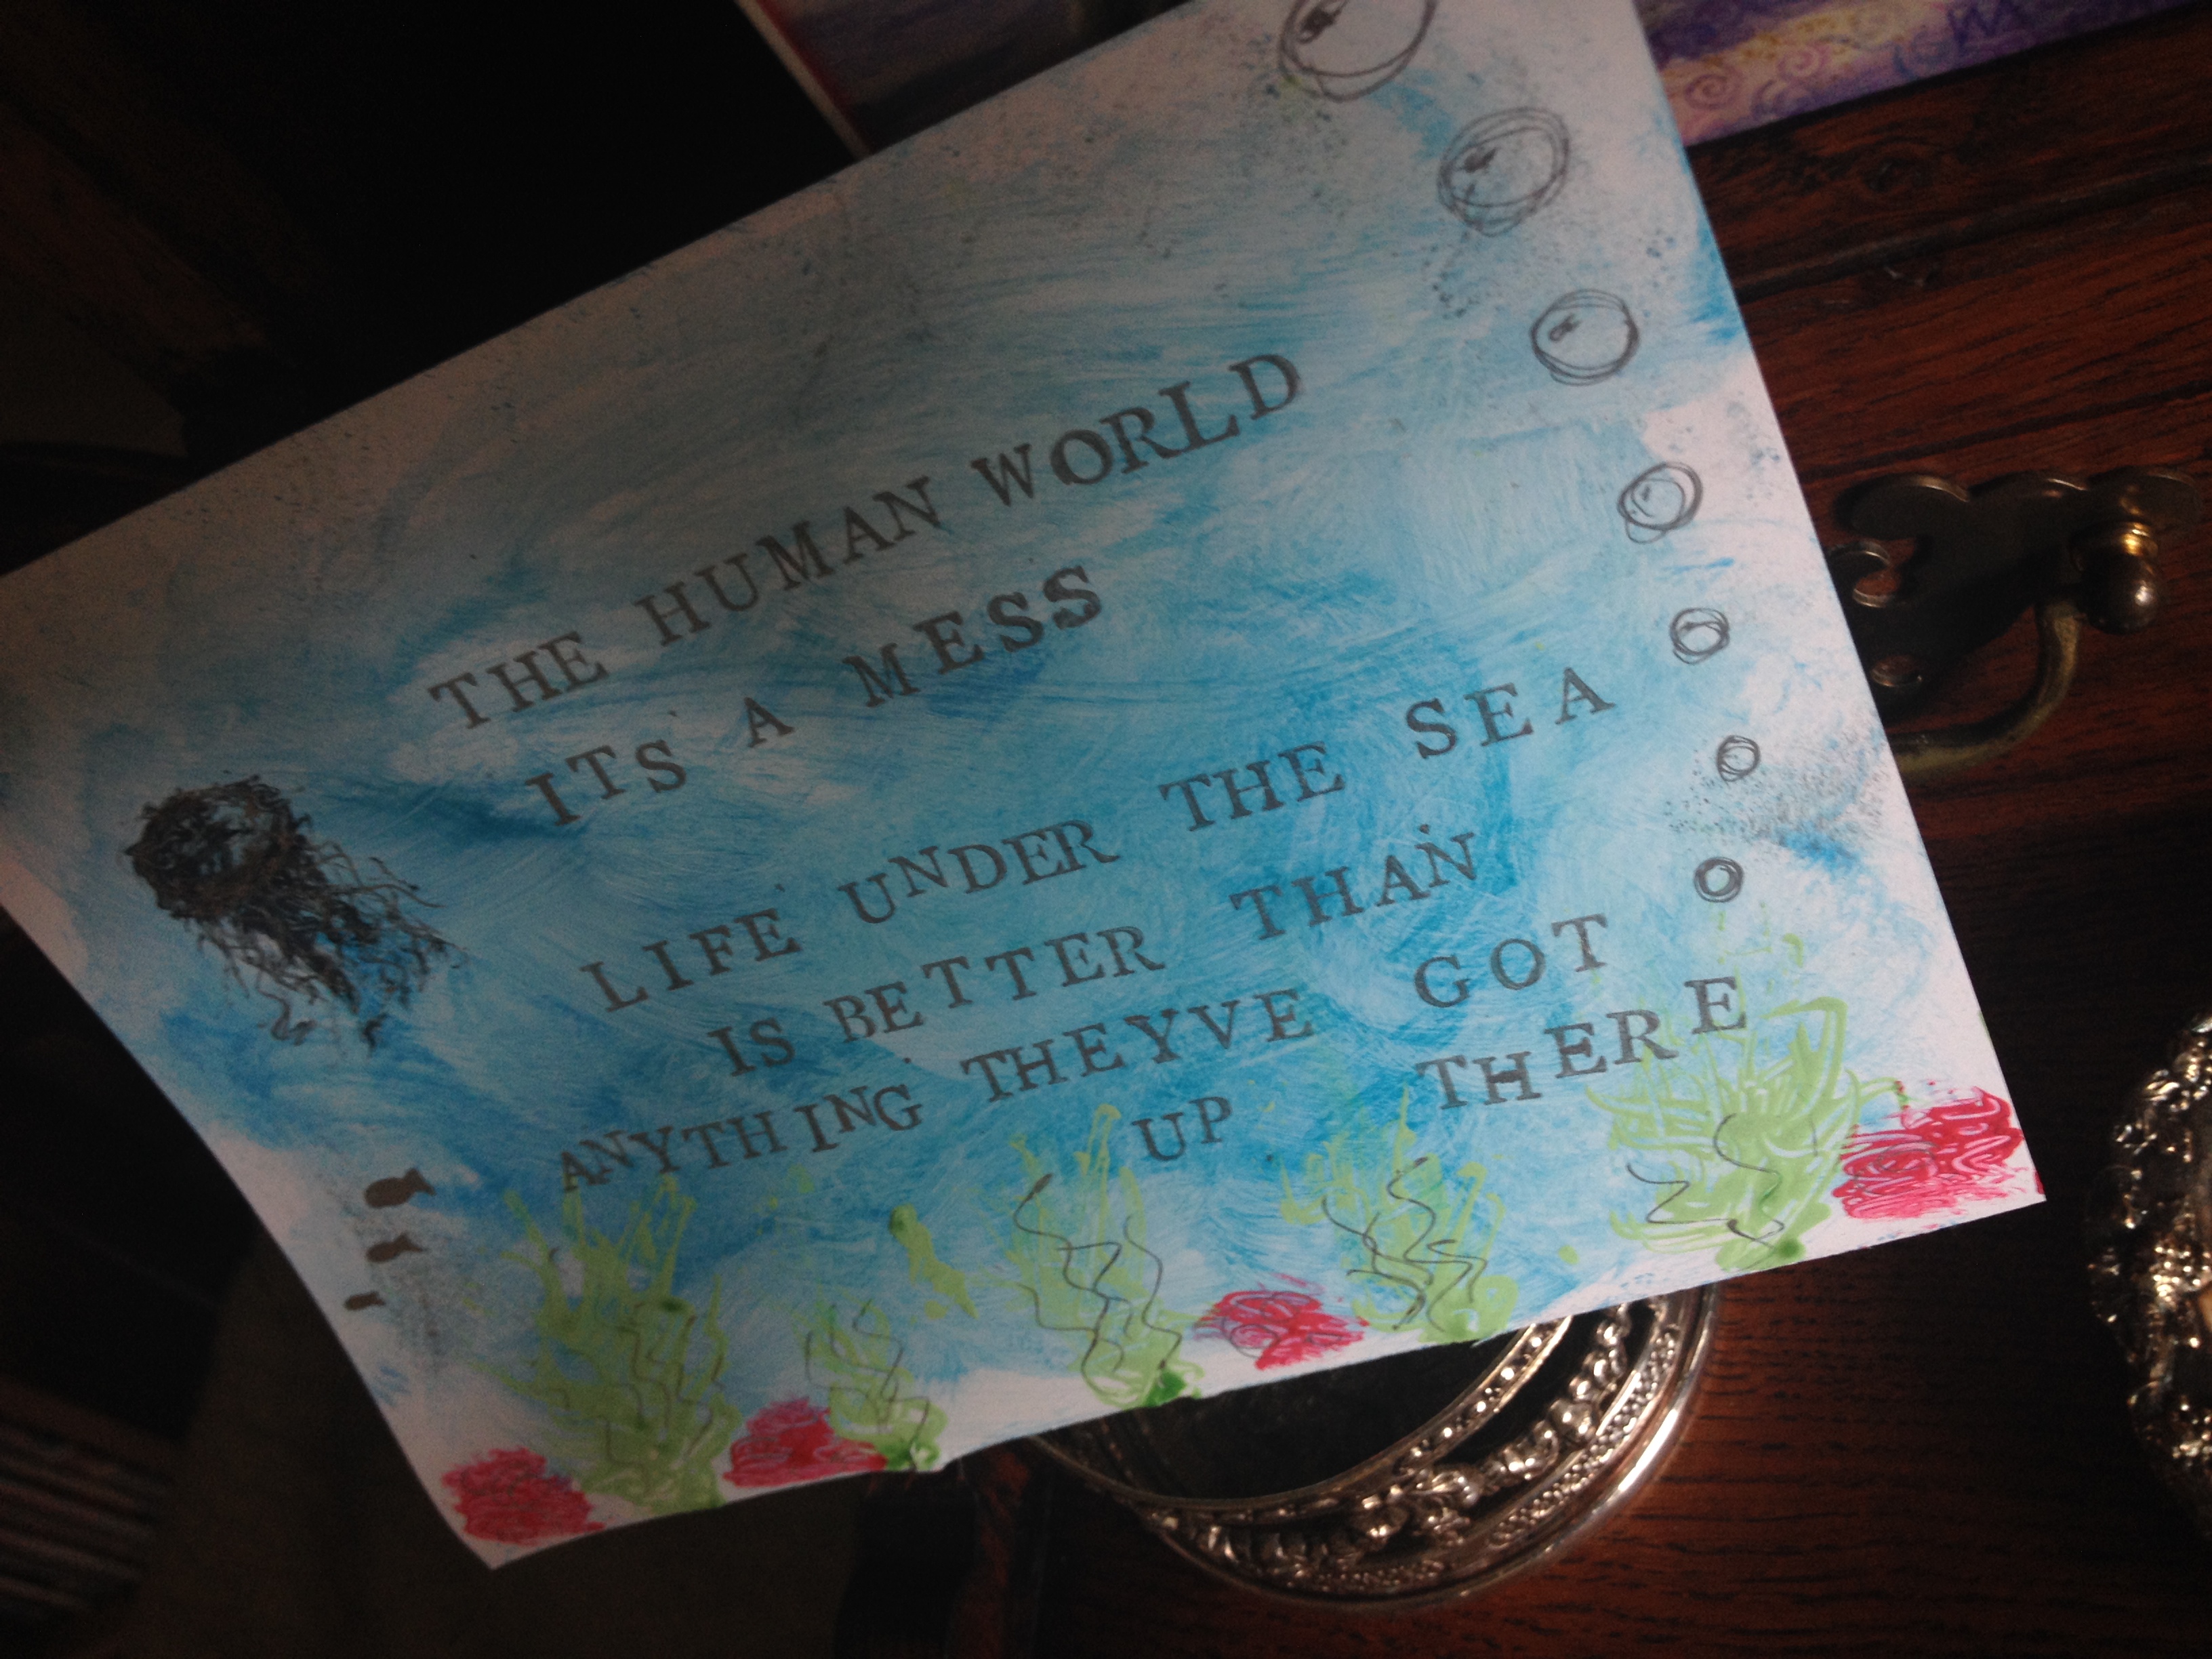 THE HUMAN WORLD
ITS A MESS
LIFE UNDER THE SEA
IS BETTER THAN
ANYTHING THEYVE GOT
UP THERE